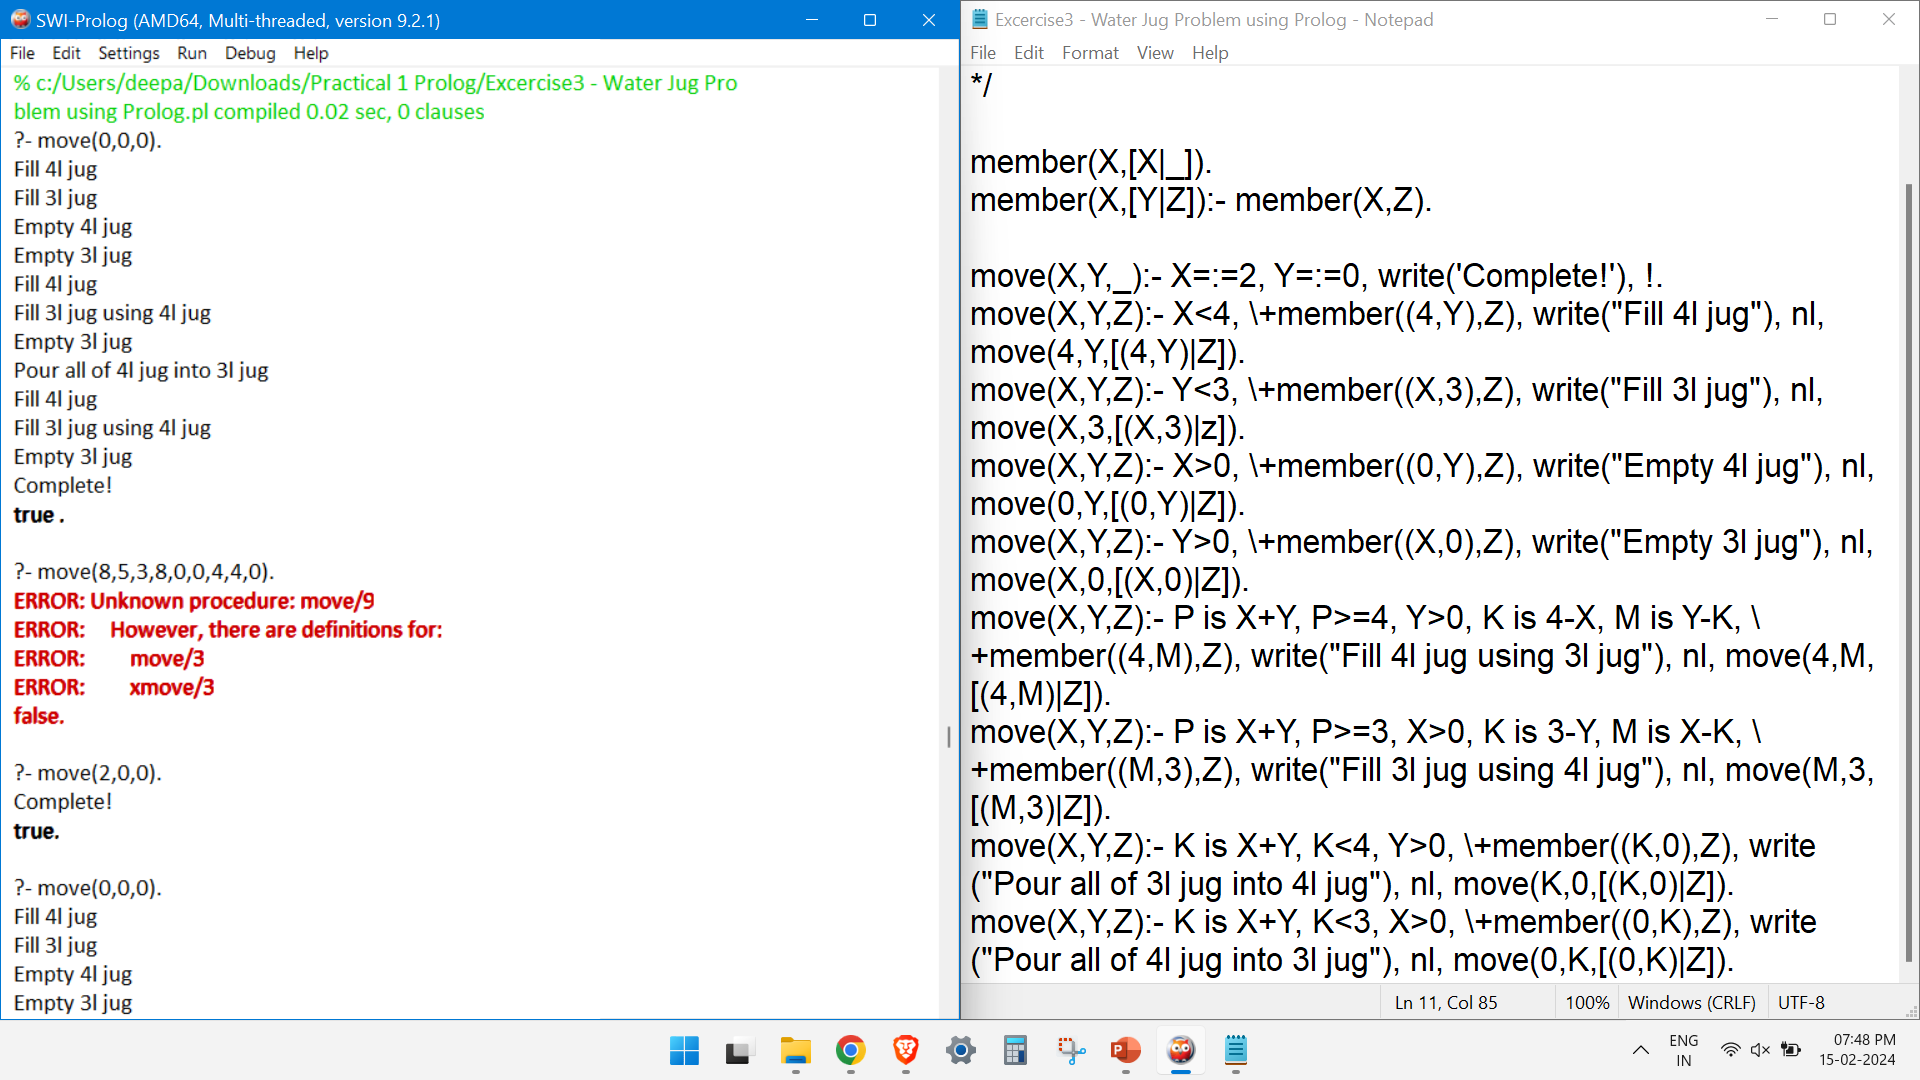 SWI-Prolog (AMD64, Multi-threaded, version 9.2.1)
File Edit Settings Run Debug Help
% c:/Users/deepa/Downloads/Practical 1 Prolog/Excercise3 - Water Jug Pro
blem using Prolog.pl compiled 0.02 sec, 0 clauses
?- move(0,0,0).
Fill 4l jug
Fill 3l jug
Empty 4l jug
Empty 3l jug
Fill 4l jug
Fill 3l jug using 4l jug
Empty 3l jug
Pour all of 4l jug into 3l jug
Fill 4l jug
Fill 3l jug using 4l jug
Empty 3l jug
Complete!
true .
?- move(8,5,3,8,0,0,4,4,0).
ERROR: Unknown procedure: move/9
ERROR: However, there are definitions for:
ERROR: move/3
ERROR: xmove/3
false.
?- move(2,0,0).
Complete!
true.
?- move(0,0,0).
Fill 4l jug
Fill 3l jug
Empty 4l jug
Empty 3l jug
Excercise3 - Water Jug Problem using Prolog - Notepad
File Edit Format View Help
*/
member(X,[X|_]).
member(X,[Y|Z]):- member(X,Z).
move(X,Y,_):- X=:=2, Y=:=0, write('Complete!'), !.
move(X,Y,Z):- X<4, \+member((4,Y),Z), write("Fill 4l jug"), nl,
move(4,Y,[(4,Y)|Z]).
move(X,Y,Z):- Y<3, \+member((X,3),Z), write("Fill 3l jug"), nl,
move(X,3,[(X,3)|z]).
move(X,Y,Z):- X>0, \+member((0,Y),Z), write("Empty 4l jug"), nl,
move(0,Y,[(0,Y)|Z]).
move(X,Y,Z):- Y>0, \+member((X,0),Z), write("Empty 3l jug"), nl,
move(X,0,[(X,0)|Z]).
move(X,Y,Z):- P is X+Y, P>=4, Y>0, K is 4-X, M is Y-K, \
+member((4,M),Z), write("Fill 4l jug using 3l jug"), nl, move(4,M,
[(4,M)|Z]).
move(X,Y,Z):- P is X+Y, P>=3, X>0, K is 3-Y, M is X-K, \
+member((M,3),Z), write("Fill 3l jug using 4l jug"), nl, move(M,3,
[(M,3)|Z]).
move(X,Y,Z):- K is X+Y, K<4, Y>0, \+member((K,0),Z), write
("Pour all of 3l jug into 4l jug"), nl, move(K,0,[(K,0)|Z]).
move(X,Y,Z):- K is X+Y, K<3, X>0, \+member((0,K),Z), write
("Pour all of 4l jug into 3l jug"), nl, move(0,K,[(0,K)|Z]).
Ln 11, Col 85 100% Windows (CRLF) UTF-8
ENG
IN
07:48 PM
15-02-2024